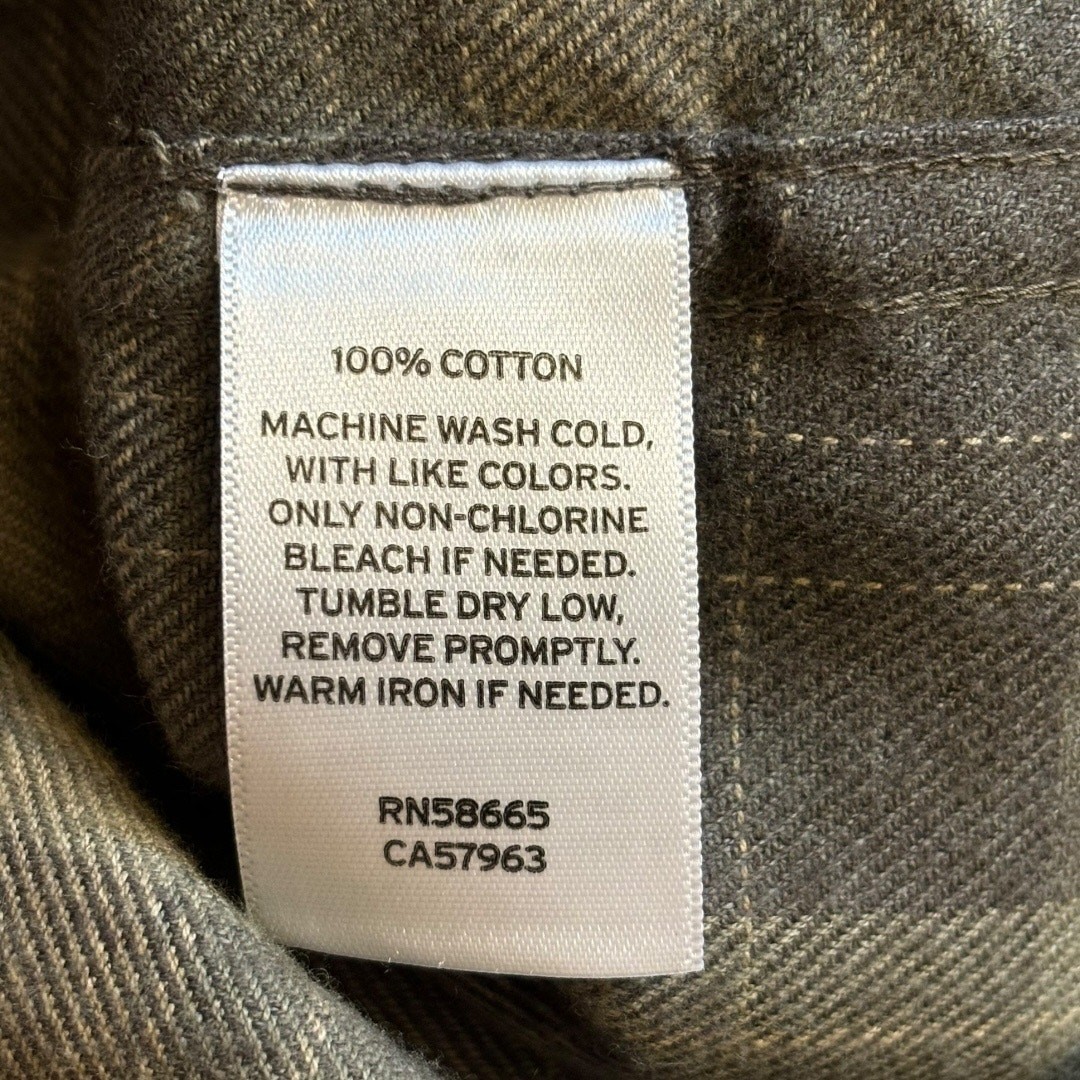 100% COTTON
MACHINE WASH COLD,
WITH LIKE COLORS.
ONLY NON-CHLORINE
BLEACH IF NEEDED.
TUMBLE DRY LOW,
REMOVE PROMPTLY.
WARM IRON IF NEEDED.
RN58665
CA57963